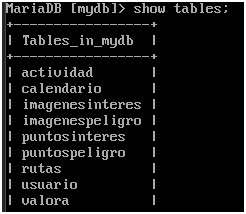 MariaDB [mydb]> show tables;
+------------------+
| Tables_in_mydb   |
+------------------+
| actividad        |
| calendario       |
| imagenesinteres  |
| imagenespeligro  |
| puntosinteres    |
| puntospeligro    |
| rutas            |
| usuario          |
| valora           |